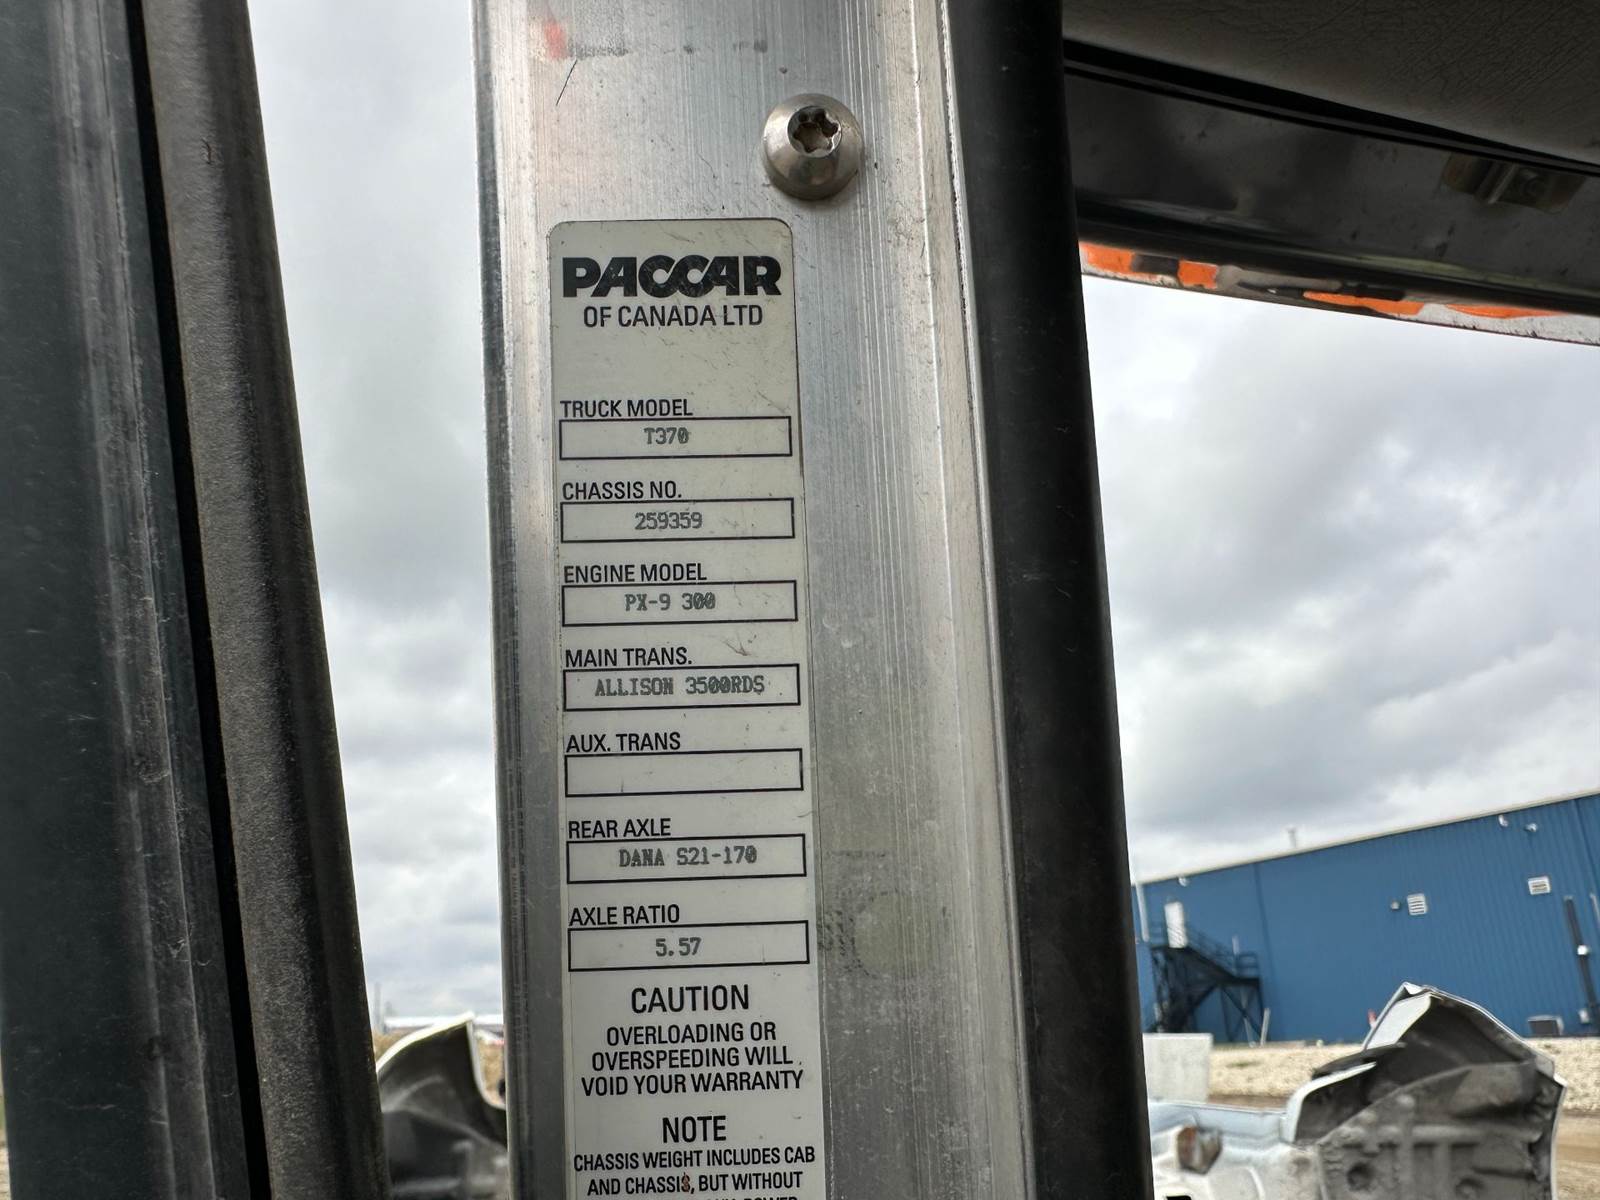 PACCAR
OF CANADA LTD
TRUCK MODEL
T370
CHASSIS NO.
259359
ENGINE MODEL
PX-9 300
MAIN TRANS.
ALLISON 3500RDS
AUX. TRANS
REAR AXLE
DANA S21-170
AXLE RATIO
5.57
CAUTION
OVERLOADING OR
OVERSPEEDING WILL
VOID YOUR WARRANTY
NOTE
CHASSIS WEIGHT INCLUDES CAB
AND CHASSIS, BUT WITHOUT